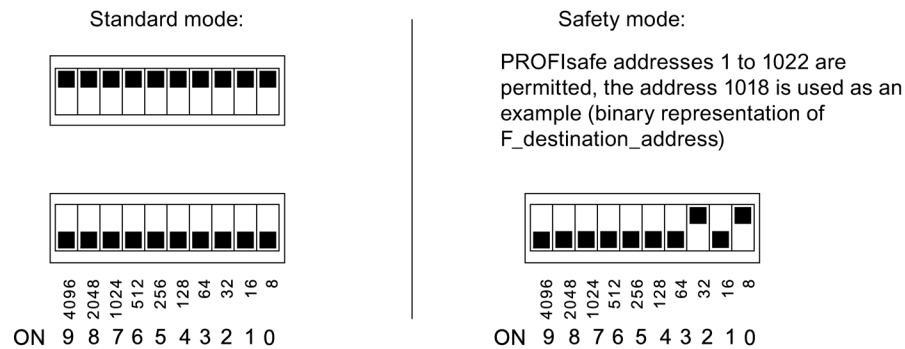 Standard mode:
4096 2048 1024 512 256 128 64 32 16 8
ON 9 8 7 6 5 4 3 2 1 0
Safety mode:
PROFIsafe addresses 1 to 1022 are
permitted, the address 1018 is used as an
example (binary representation of
F_destination_address)
4096 2048 1024 512 256 128 64 32 16 8
ON 9 8 7 6 5 4 3 2 1 0